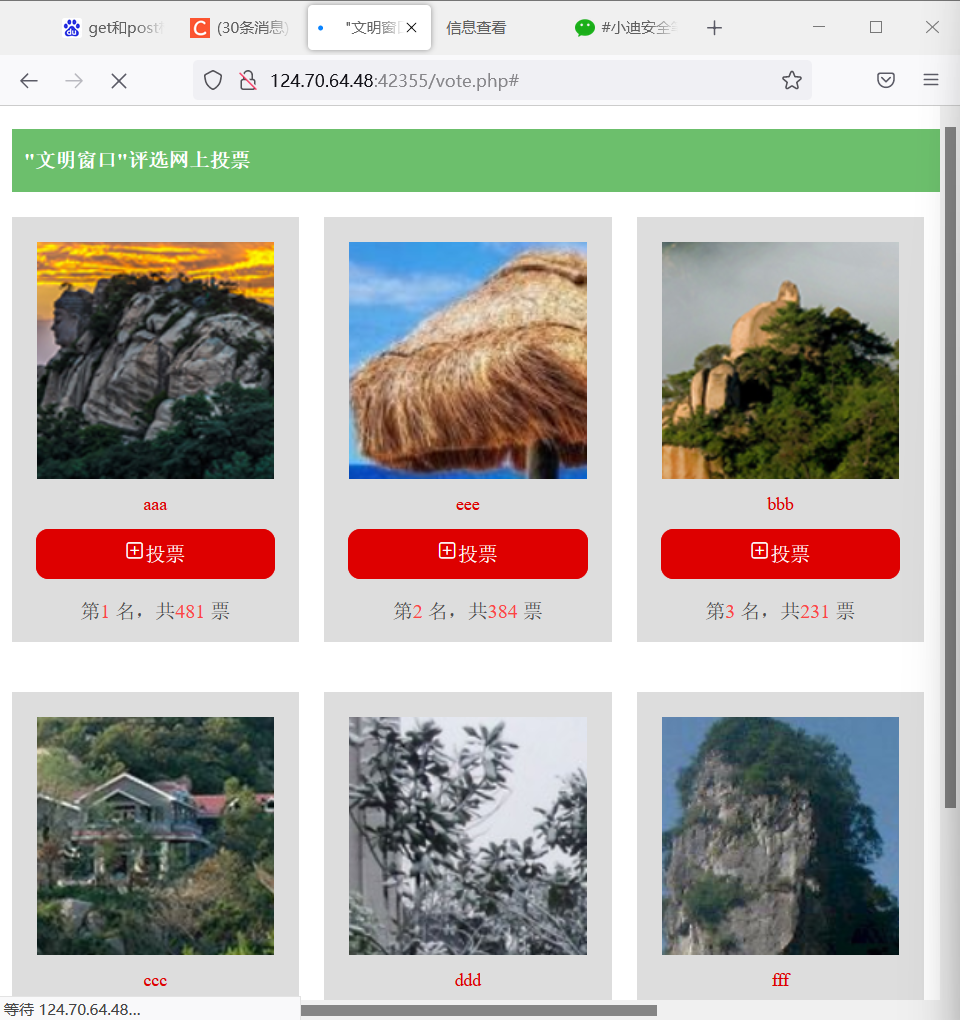 get和post
(30条消息)
"文明窗口
信息查看
#小迪安全
124.70.64.48:42355/vote.php#
"文明窗口"评选网上投票
aaa
eee
bbb
投票
投票
投票
第1 名，共481 票
第2 名，共384 票
第3 名，共231 票
ccc
ddd
fff
等待 124.70.64.48...